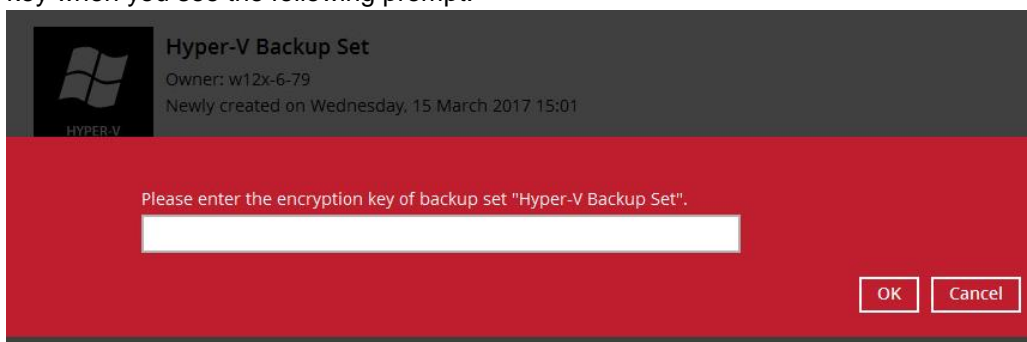 key when you see the following prompt.
Hyper-V Backup Set
Owner: w12x-6-79
Newly created on Wednesday, 15 March 2017 15:01
HYPER-V
Please enter the encryption key of backup set "Hyper-V Backup Set".
OK Cancel